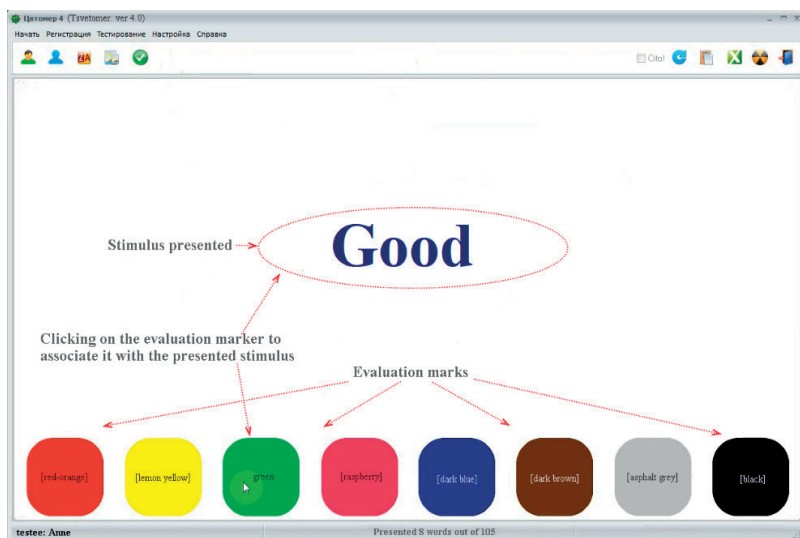 Цветомер 4 (Tsvetomer. ver 4.0)
Начать Регистрация Тестирование Настройка Справка
Cito!
Good
Stimulus presented
Clicking on the evaluation marker to
associate it with the presented stimulus
Evaluation marks
[red-orange] [lemon yellow] green [raspberry] [dark blue] [dark brown] [asphalt grey] [black]
testee: Anne Presented 8 words out of 105